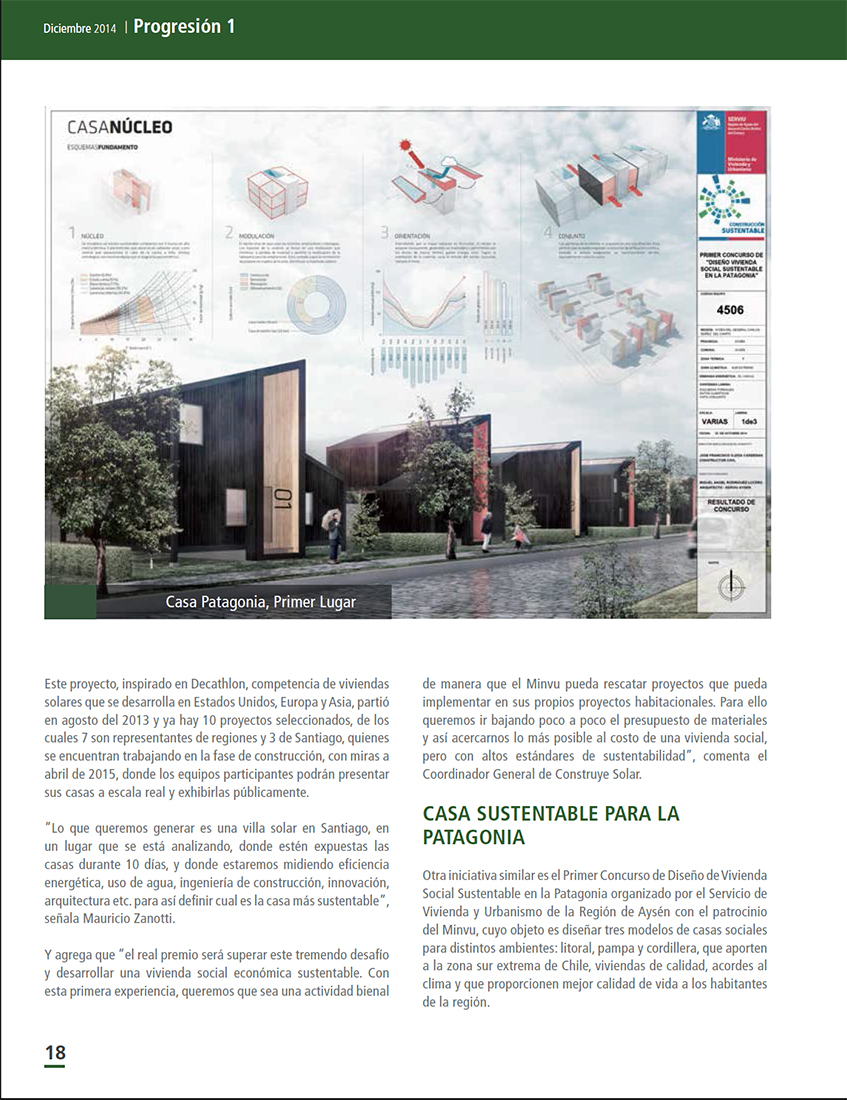 Diciembre 2014 | Progresión 1
CASANÚCLEO
ESQUEMASFUNDAMENTO
1 NÚCLEO
2 MODULACIÓN
3 ORIENTACIÓN
4 CONJUNTO
SERVIU
Ministerio de
Vivienda y
Urbanismo
CONSTRUCCIÓN
SUSTENTABLE
PRIMER CONCURSO DE
"DISEÑO VIVIENDA
SOCIAL SUSTENTABLE
EN LA PATAGONIA"
4506
VARIAS 1de3
RESULTADO DE
CONCURSO
01
Casa Patagonia, Primer Lugar
Este proyecto, inspirado en Decathlon, competencia de viviendas
solares que se desarrolla en Estados Unidos, Europa y Asia, partió
en agosto del 2013 y ya hay 10 proyectos seleccionados, de los
cuales 7 son representantes de regiones y 3 de Santiago, quienes
se encuentran trabajando en la fase de construcción, con miras a
abril de 2015, donde los equipos participantes podrán presentar
sus casas a escala real y exhibirlas públicamente.
"Lo que queremos generar es una villa solar en Santiago, en
un lugar que se está analizando, donde estén expuestas las
casas durante 10 días, y donde estaremos midiendo eficiencia
energética, uso de agua, ingeniería de construcción, innovación,
arquitectura etc. para así definir cual es la casa más sustentable",
señala Mauricio Zanotti.
Y agrega que "el real premio será superar este tremendo desafío
y desarrollar una vivienda social económica sustentable. Con
esta primera experiencia, queremos que sea una actividad bienal
de manera que el Minvu pueda rescatar proyectos que pueda
implementar en sus propios proyectos habitacionales. Para ello
queremos ir bajando poco a poco el presupuesto de materiales
y así acercarnos lo más posible al costo de una vivienda social,
pero con altos estándares de sustentabilidad", comenta el
Coordinador General de Construye Solar.
CASA SUSTENTABLE PARA LA
PATAGONIA
Otra iniciativa similar es el Primer Concurso de Diseño de Vivienda
Social Sustentable en la Patagonia organizado por el Servicio de
Vivienda y Urbanismo de la Región de Aysén con el patrocinio
del Minvu, cuyo objeto es diseñar tres modelos de casas sociales
para distintos ambientes: litoral, pampa y cordillera, que aporten
a la zona sur extrema de Chile, viviendas de calidad, acordes al
clima y que proporcionen mejor calidad de vida a los habitantes
de la región.
18